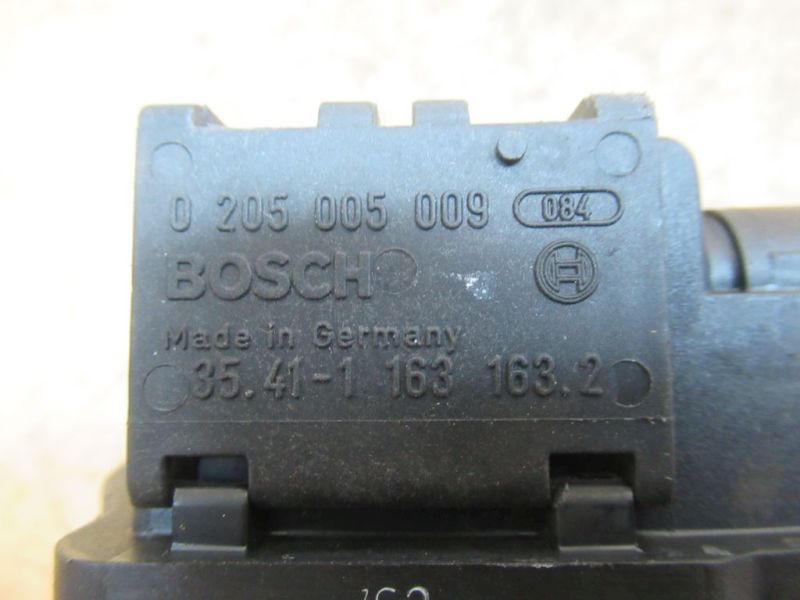 0 205 005 009 084
BOSCH
Made in Germany
35.41-1 163 163.2